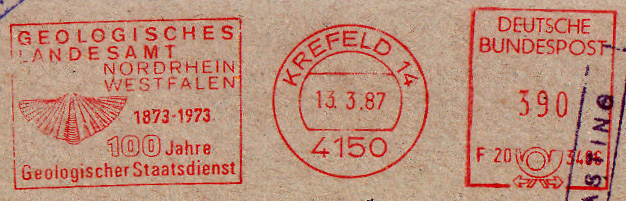 GEOLOGISCHES
LANDESAMT
NORDRHEIN
WESTFALEN
1873-1973
100 Jahre
Geologischer Staatsdienst
KREFELD 14
13.3.87
4150
DEUTSCHE
BUNDESPOST
390
F 20
ASING